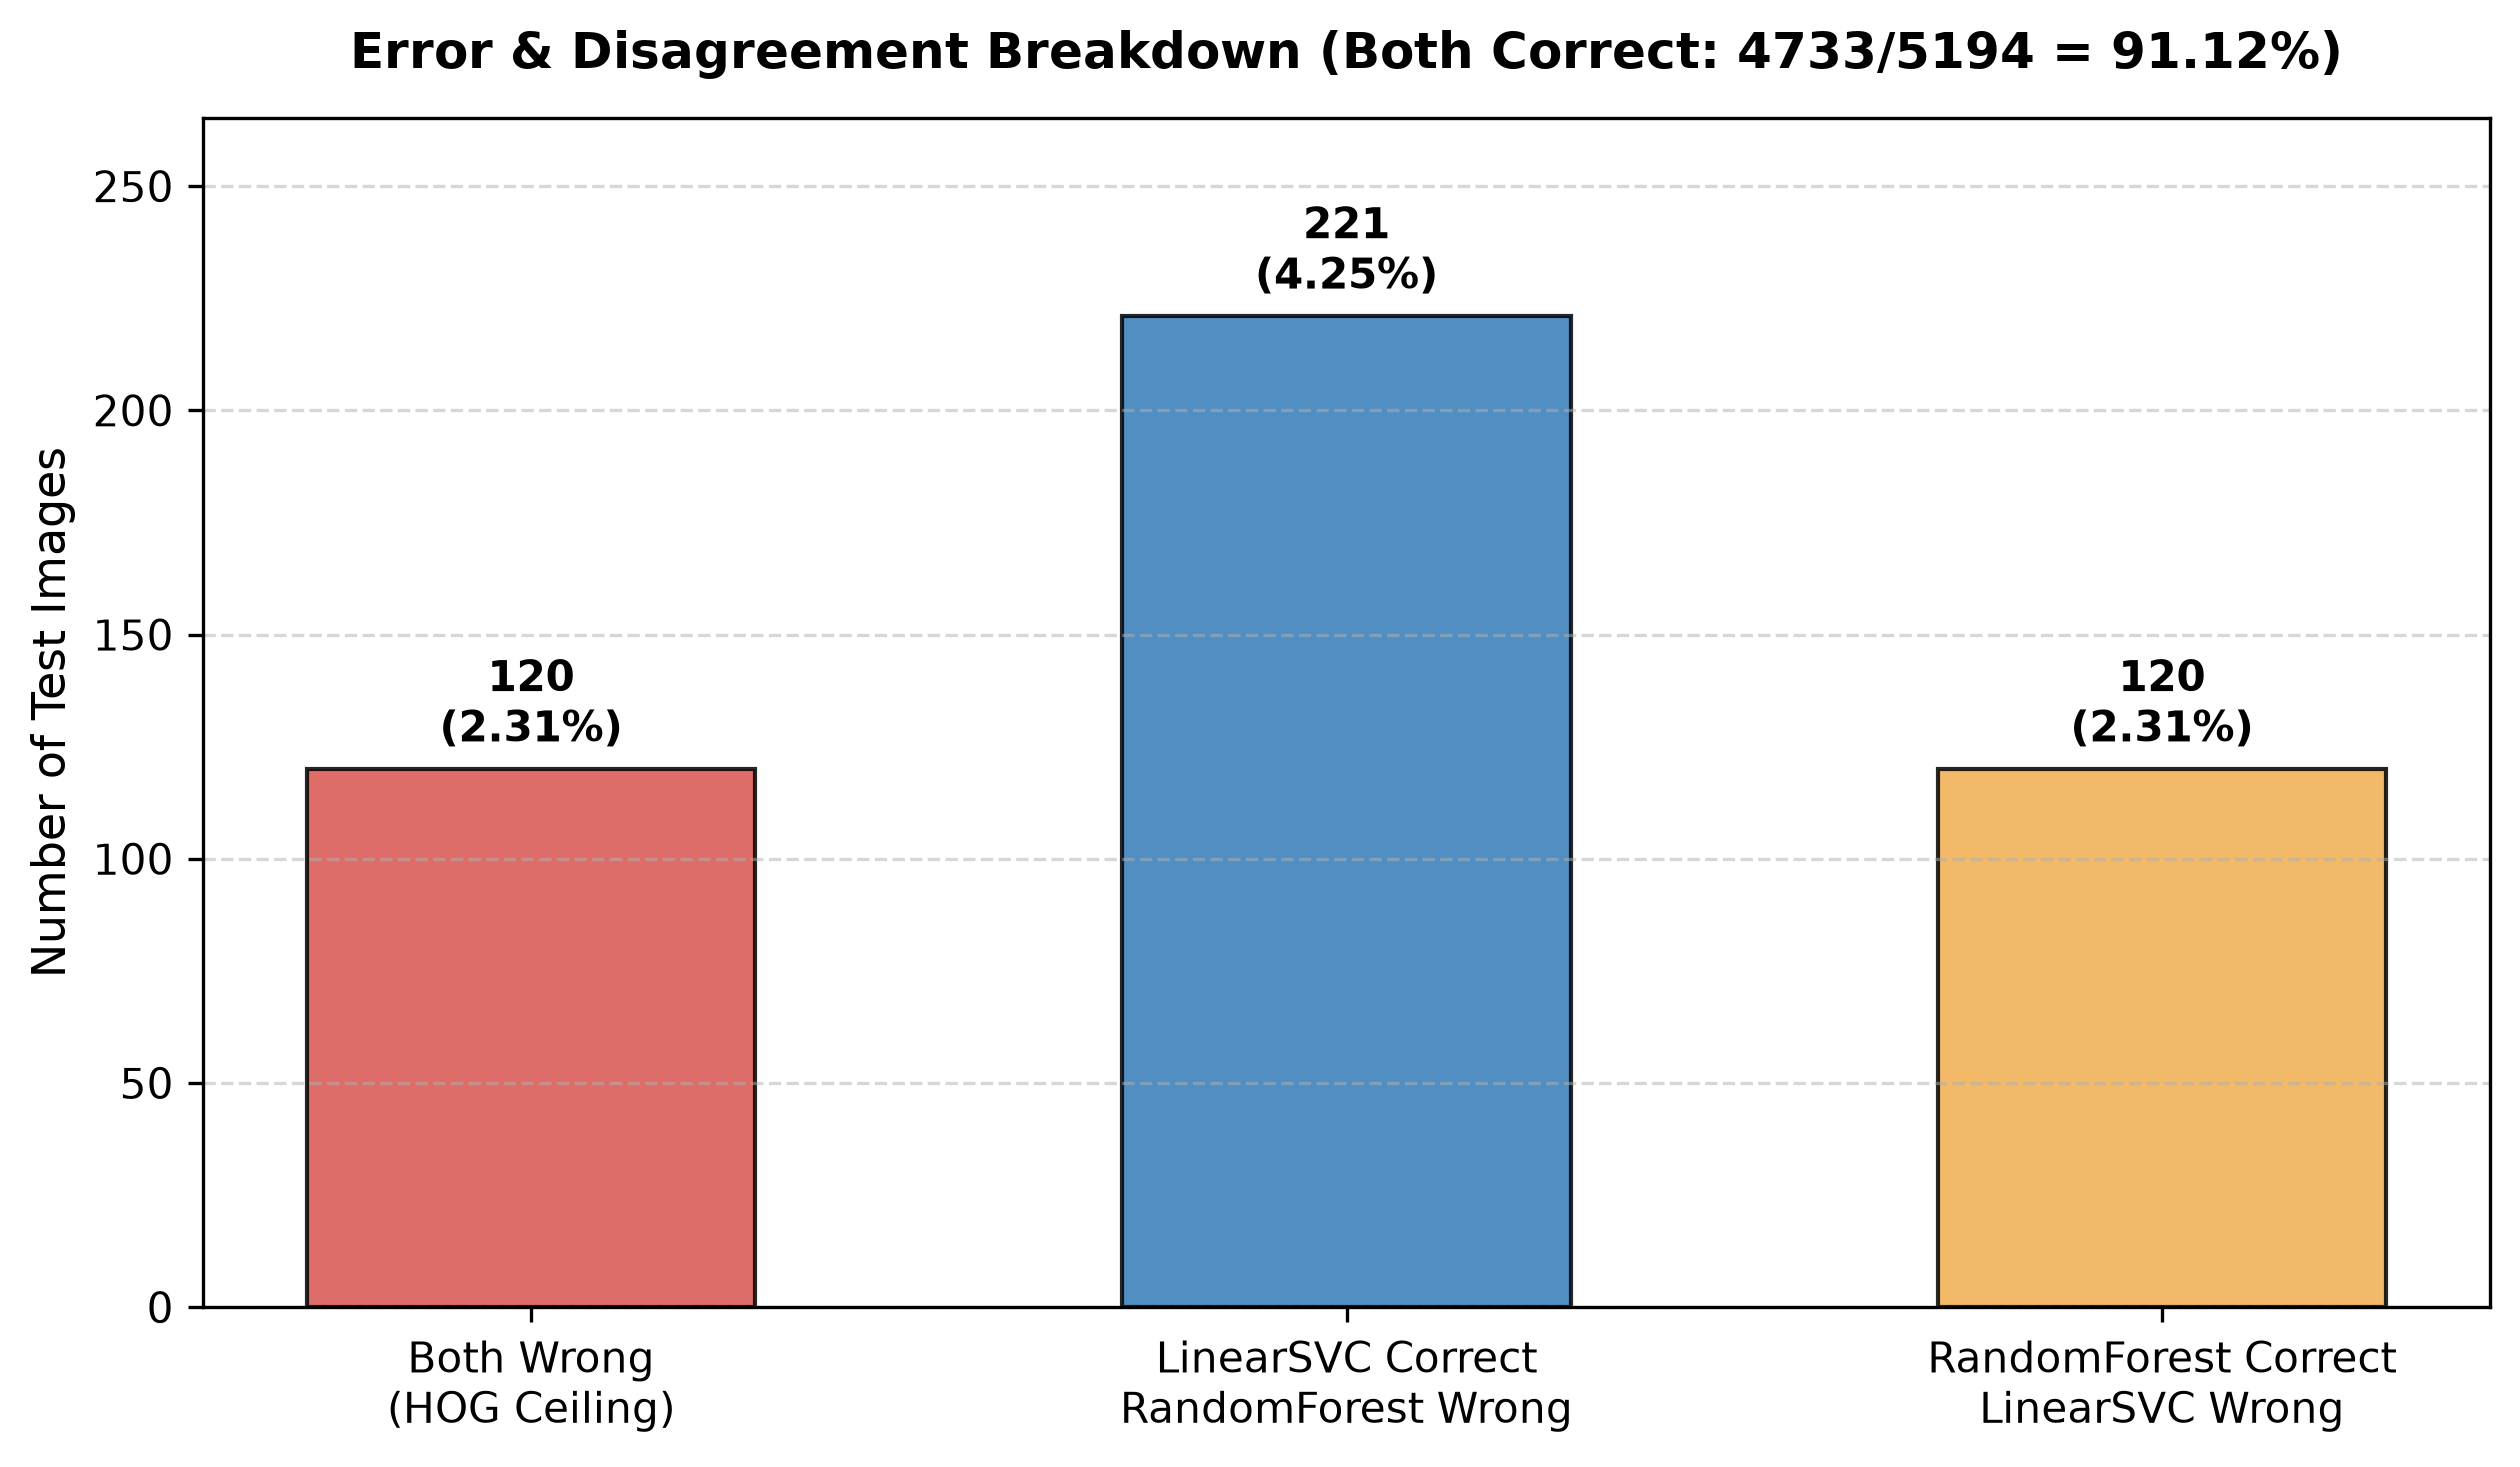 Error & Disagreement Breakdown (Both Correct: 4733/5194 = 91.12%)
Number of Test Images
250
200
150
100
50
0
120
(2.31%)
221
(4.25%)
120
(2.31%)
Both Wrong
(HOG Ceiling)
LinearSVC Correct
RandomForest Wrong
RandomForest Correct
LinearSVC Wrong